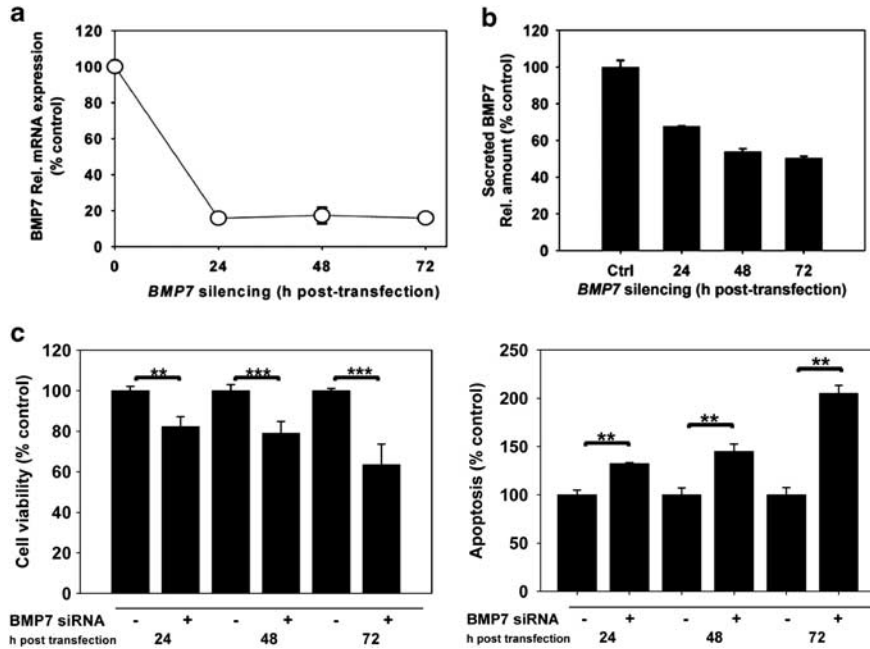 a
BMP7 Rel. mRNA expression
(% control)
120
100
80
60
40
20
0
0 24 48 72
BMP7 silencing (h post-transfection)
b
Secreted BMP7
Rel. amount (% control)
120
100
80
60
40
20
0
Ctrl 24 48 72
BMP7 silencing (h post-transfection)
c
Cell viability (% control)
120
100
80
60
40
20
0
** *** ***
BMP7 siRNA - + - + - +
h post transfection 24 48 72
Apoptosis (% control)
250
200
150
100
50
0
** ** **
BMP7 siRNA - + - + - +
h post transfection 24 48 72